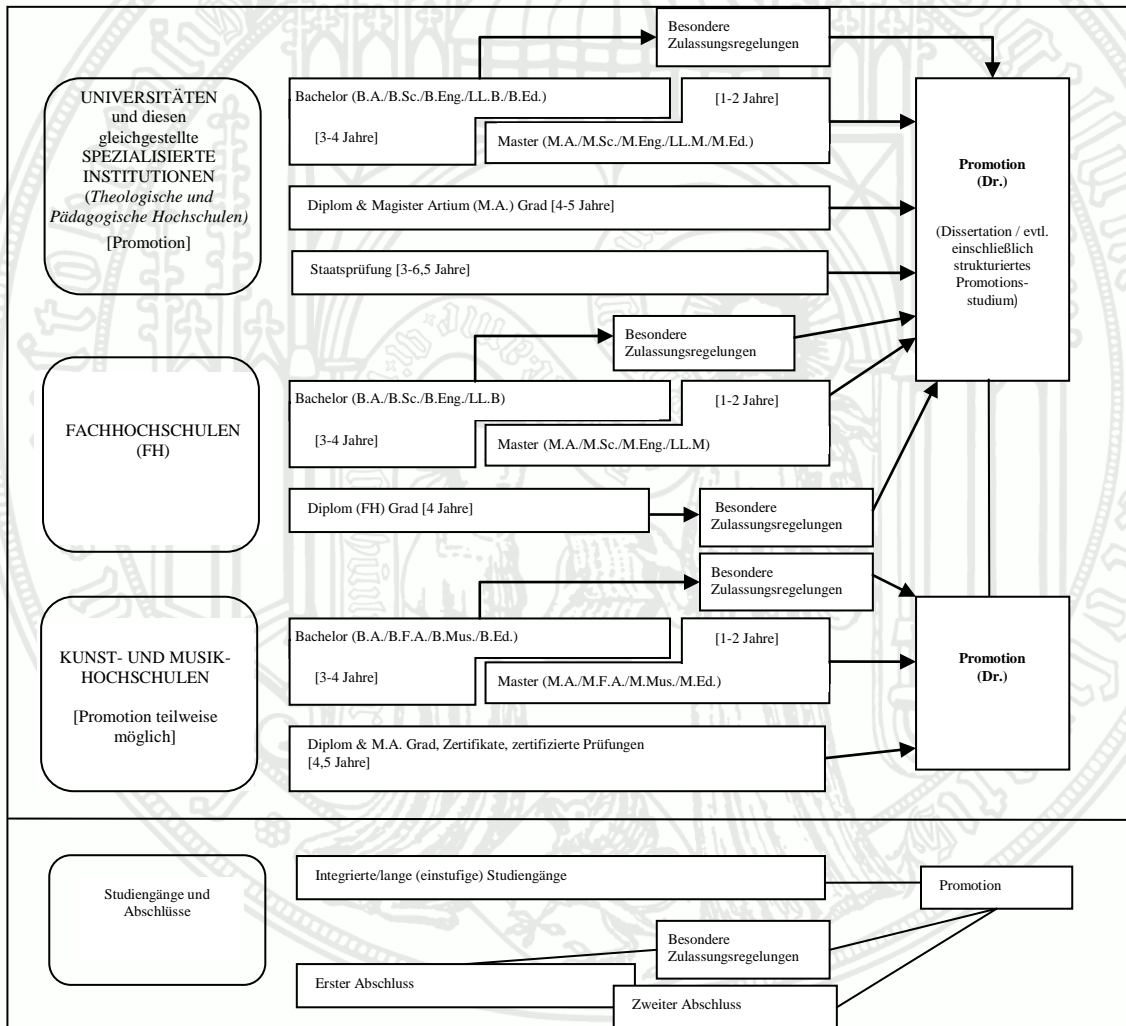 Besondere
Zulassungsregelungen
UNIVERSITÄTEN
und diesen
gleichgestellte
SPEZIALISIERTE
INSTITUTIONEN
(Theologische und
Pädagogische Hochschulen)
[Promotion]
Bachelor (B.A./B.Sc./B.Eng./LL.B./B.Ed.)
[3-4 Jahre]
[1-2 Jahre]
Master (M.A./M.Sc./M.Eng./LL.M./M.Ed.)
Diplom & Magister Artium (M.A.) Grad [4-5 Jahre]
Staatsprüfung [3-6,5 Jahre]
Promotion
(Dr.)
(Dissertation / evtl.
einschließlich
strukturiertes
Promotions-
studium)
Besondere
Zulassungsregelungen
FACHHOCHSCHULEN
(FH)
Bachelor (B.A./B.Sc./B.Eng./LL.B)
[3-4 Jahre]
[1-2 Jahre]
Master (M.A./M.Sc./M.Eng./LL.M)
Diplom (FH) Grad [4 Jahre]
Besondere
Zulassungsregelungen
Besondere
Zulassungsregelungen
KUNST- UND MUSIK-
HOCHSCHULEN
[Promotion teilweise
möglich]
Bachelor (B.A./B.F.A./B.Mus./B.Ed.)
[3-4 Jahre]
[1-2 Jahre]
Master (M.A./M.F.A./M.Mus./M.Ed.)
Diplom & M.A. Grad, Zertifikate, zertifizierte Prüfungen
[4,5 Jahre]
Promotion
(Dr.)
Studiengänge und
Abschlüsse
Integrierte/lange (einstufige) Studiengänge
Promotion
Besondere
Zulassungsregelungen
Erster Abschluss
Zweiter Abschluss